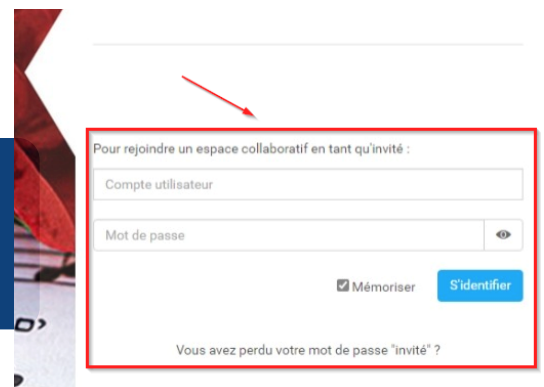 Pour rejoindre un espace collaboratif en tant qu'invité :
Compte utilisateur
Mot de passe
Mémoriser
S'identifier
Vous avez perdu votre mot de passe "invité" ?